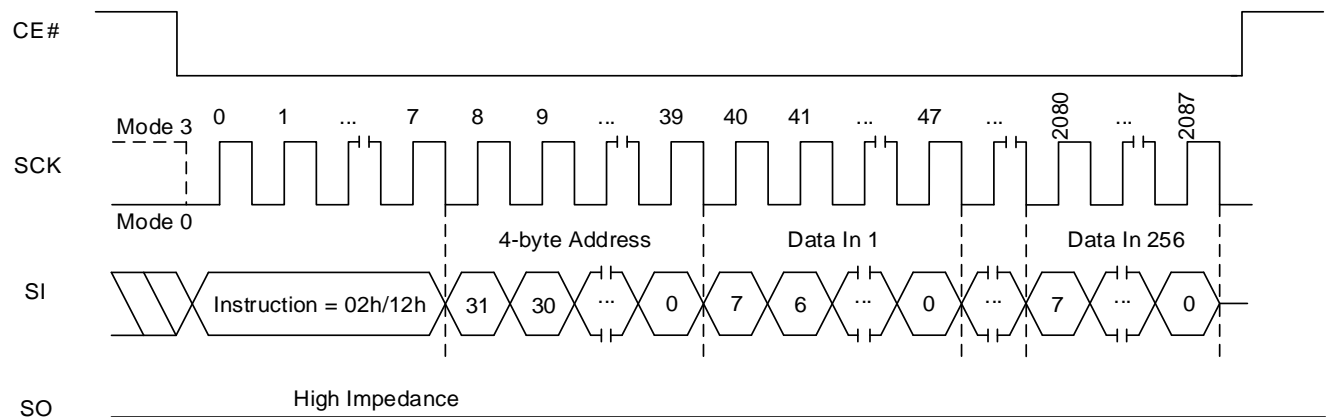 CE#
0 1 ... 7 8 9 ... 39 40 41 ... 47 ... 2080 ... 2087
Mode 3
SCK
Mode 0
4-byte Address Data In 1 Data In 256
SI
Instruction = 02h/12h 31 30 ... 0 7 6 ... 0 ... 7 ... 0
High Impedance
SO